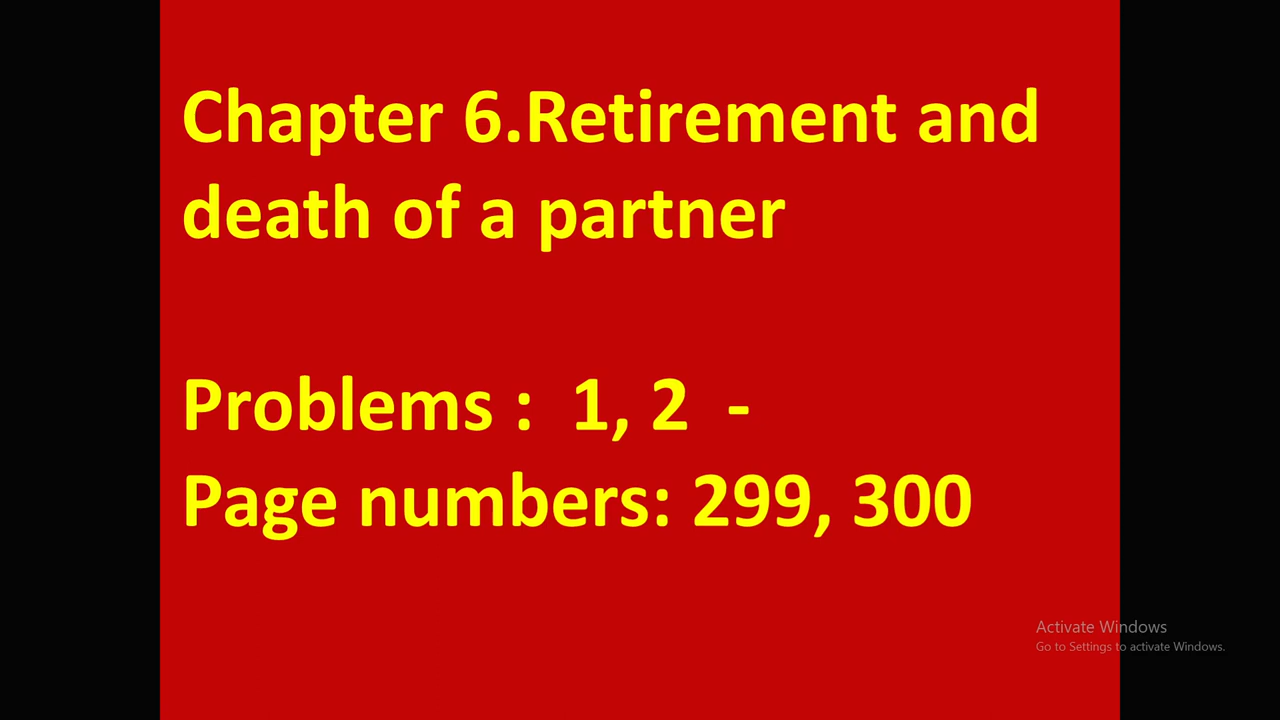 Chapter 6.Retirement and
death of a partner
Problems :  1, 2  -
Page numbers: 299, 300
Activate Windows
Go to Settings to activate Windows.